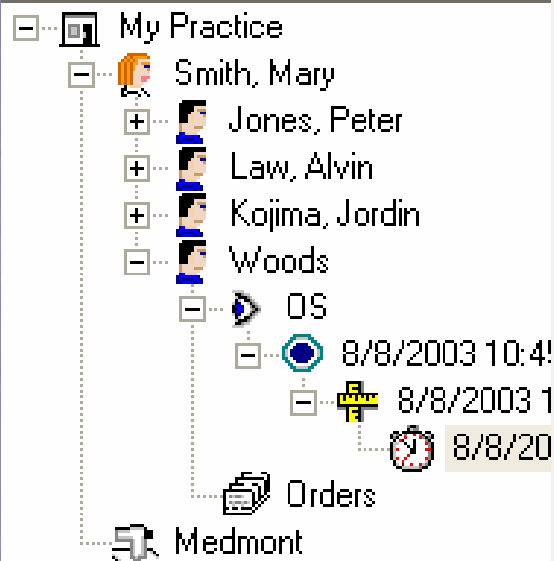 My Practice
Smith, Mary
Jones, Peter
Law, Alvin
Kojima, Jordin
Woods
OS
8/8/2003 10:45
8/8/2003 1
8/8/20
Orders
Medmont